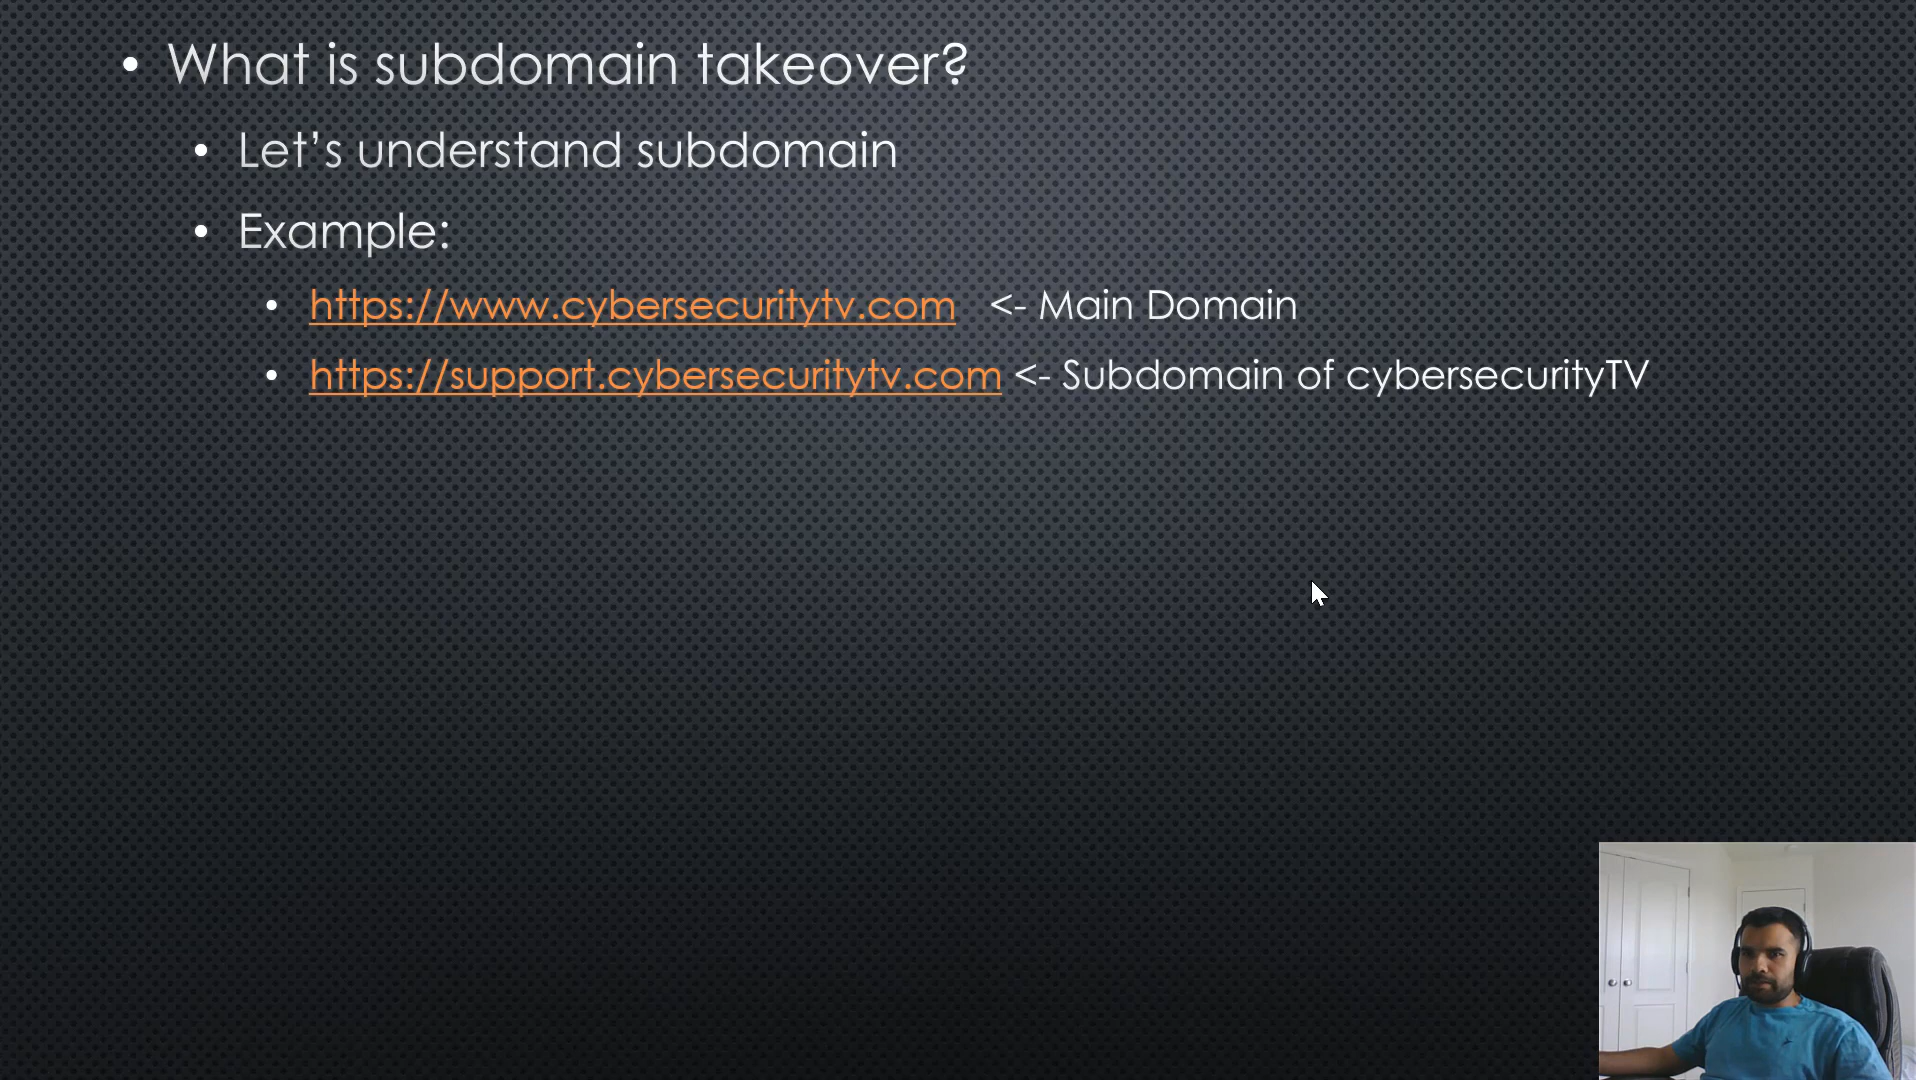 • What is subdomain takeover?
• Let’s understand subdomain
• Example:
• https://www.cybersecuritytv.com <- Main Domain
• https://support.cybersecuritytv.com <- Subdomain of cybersecurityTV